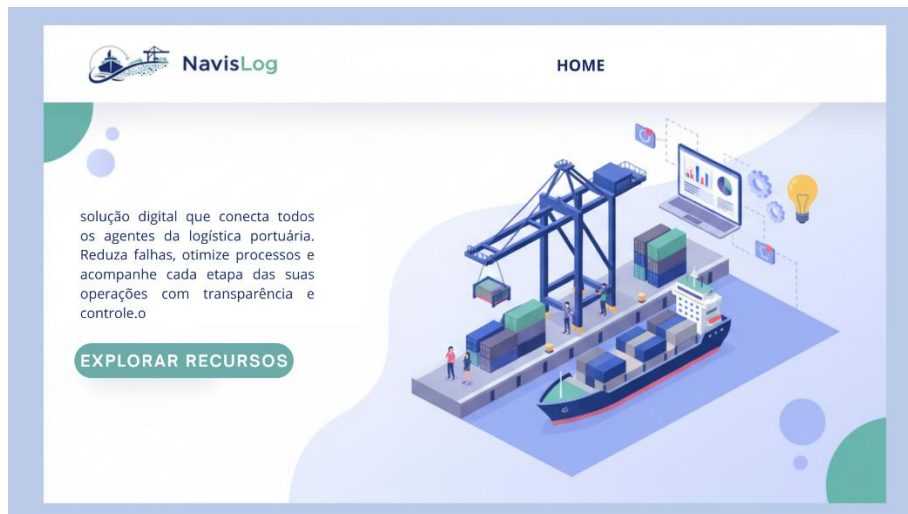 NavisLog
HOME
solução digital que conecta todos
os agentes da logística portuária.
Reduza falhas, otimize processos e
acompanhe cada etapa das suas
operações com transparência e
controle.o
EXPLORAR RECURSOS